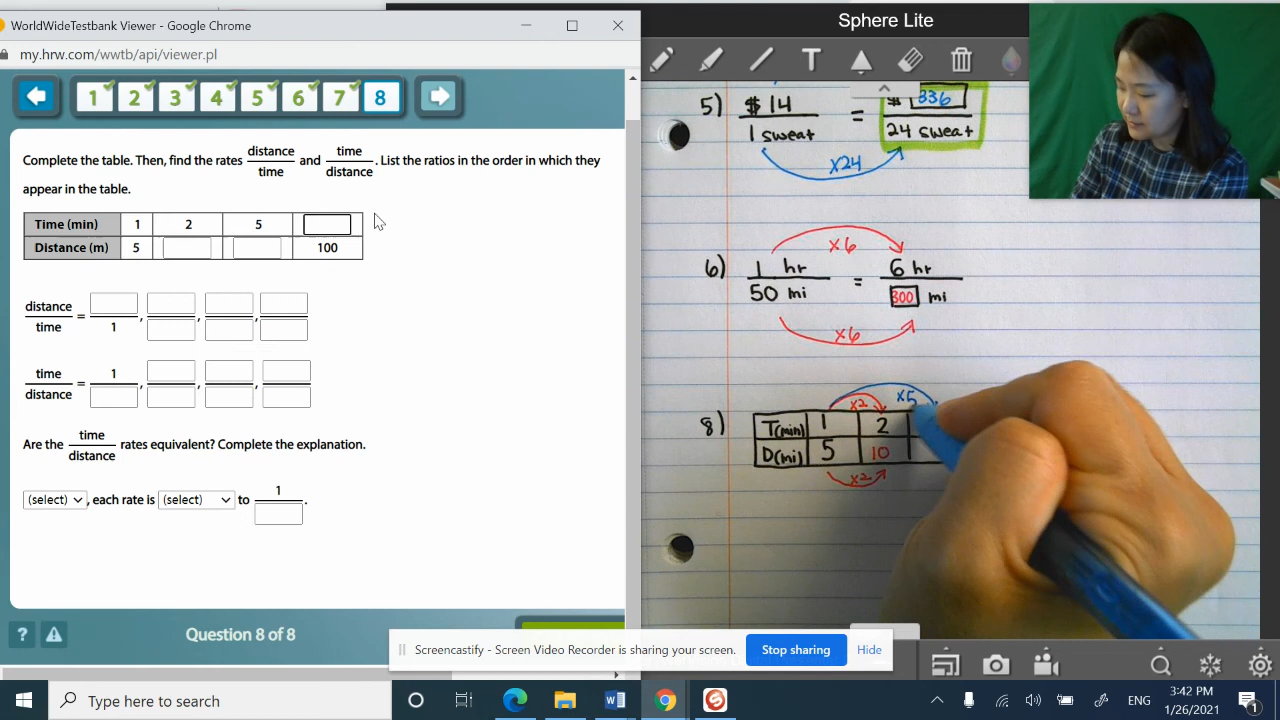 WorldWideTestbank Viewer - Google Chrome
my.hrw.com/wwtb/api/viewer.pl
1 2 3 4 5 6 7 8
Complete the table. Then, find the rates distance/time and time/distance. List the ratios in the order in which they
appear in the table.
Time (min) 1 2 5
Distance (m) 5 100
distance/time = /1 , , ,
time/distance = 1/ , , ,
Are the time/distance rates equivalent? Complete the explanation.
(select) , each rate is (select) to 1/ .
? Question 8 of 8
Sphere Lite
T
5) $ 14 / 1 sweat = $ 336 / 24 sweat
x24
x6
6) 1 hr / 50 mi = 6 hr / 300 mi
x6
x2 x5
8) T(min) 1 2
D(mi) 5 10
x2
Screencastify - Screen Video Recorder is sharing your screen. Stop sharing Hide
Type here to search
W
S
ENG
3:42 PM
1/26/2021
1